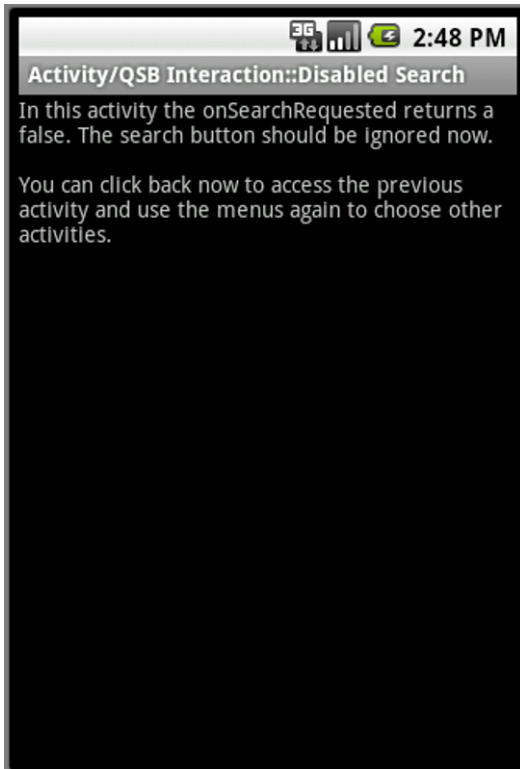 3G 2:48 PM
Activity/QSB Interaction::Disabled Search
In this activity the onSearchRequested returns a
false. The search button should be ignored now.
You can click back now to access the previous
activity and use the menus again to choose other
activities.